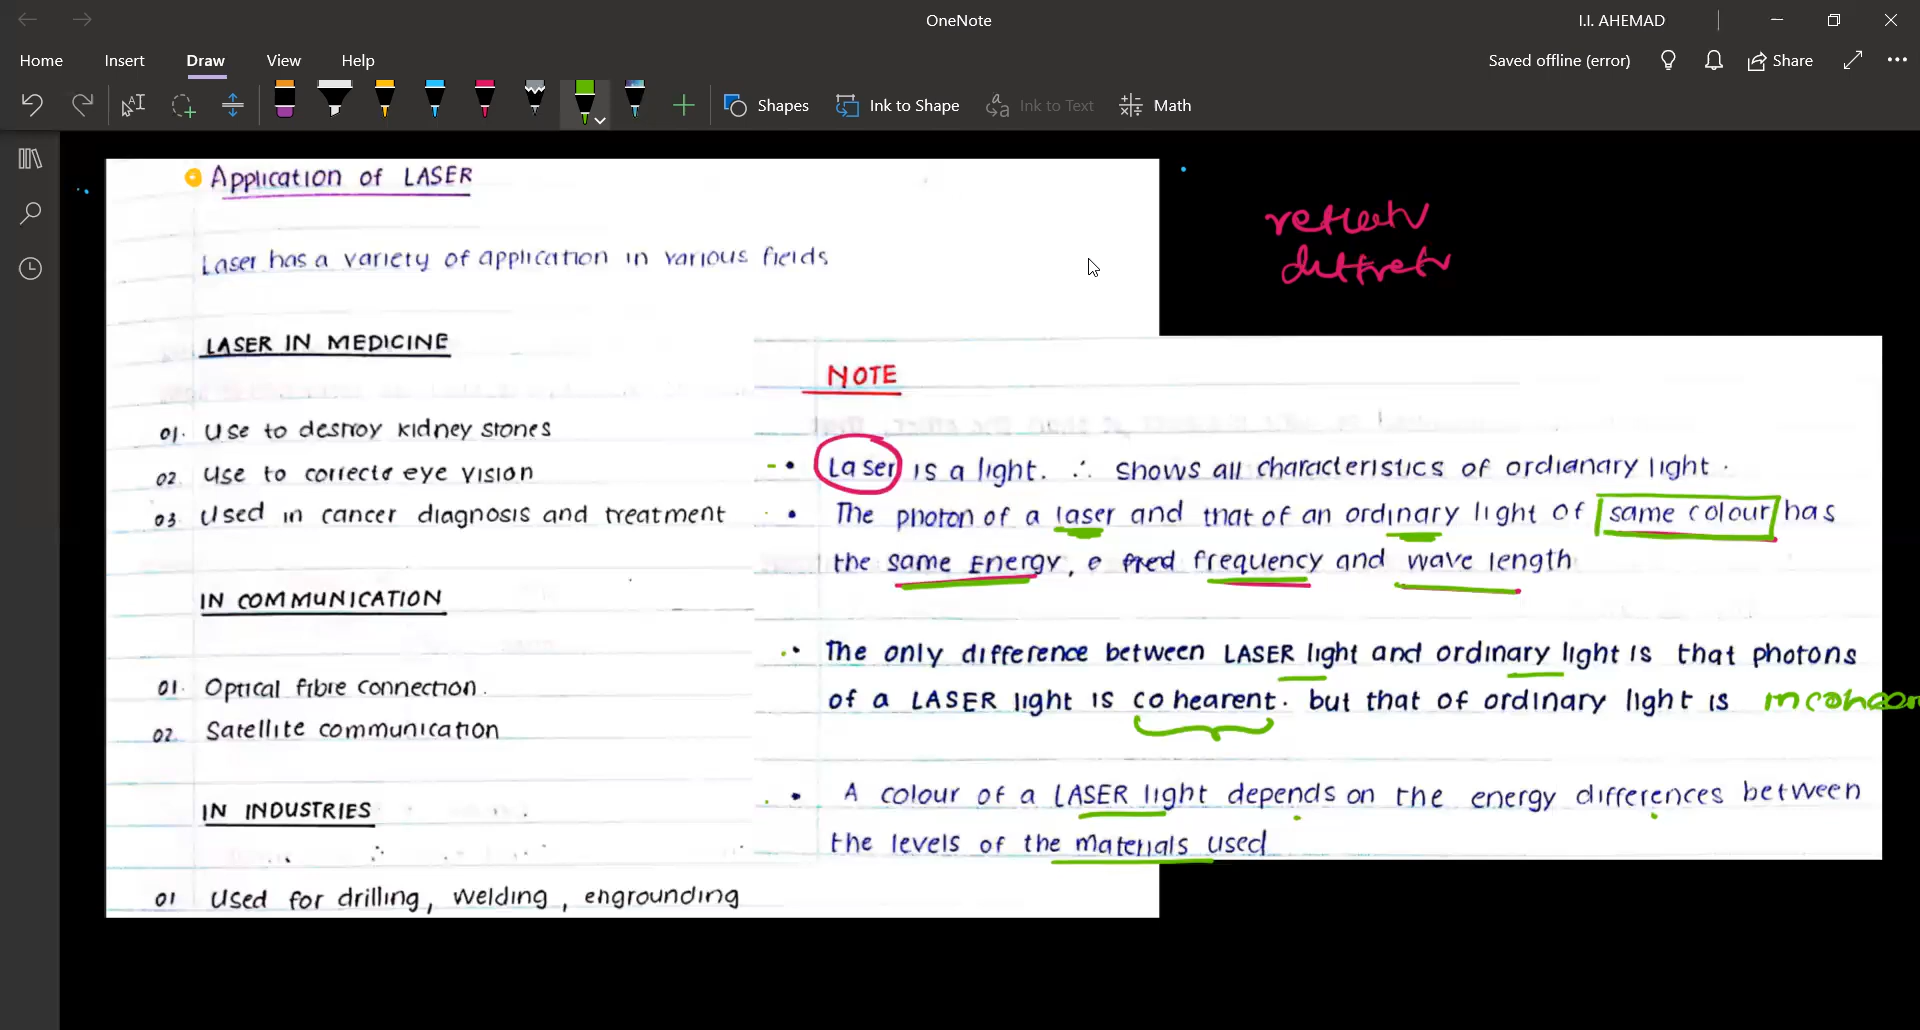 OneNote
I.I. AHEMAD
Home Insert Draw View Help
Saved offline (error) Share
Shapes Ink to Shape Ink to Text Math
Application of LASER
Laser has a variety of application in various fields
LASER IN MEDICINE
01. Use to destroy kidney stones
02. Use to correcte eye vision
03. Used in cancer diagnosis and treatment
IN COMMUNICATION
01. Optical fibre connection.
02. Satellite communication
IN INDUSTRIES
01 Used for drilling, welding, engrounding
NOTE
• Laser is a light. ∴ shows all characteristics of ordianary light.
• The photon of a laser and that of an ordinary light of same colour has
the same Energy, frequency and wave length
• The only difference between LASER light and ordinary light is that photons
of a LASER light is cohearent. but that of ordinary light is
• A colour of a LASER light depends on the energy differences between
the levels of the materials used